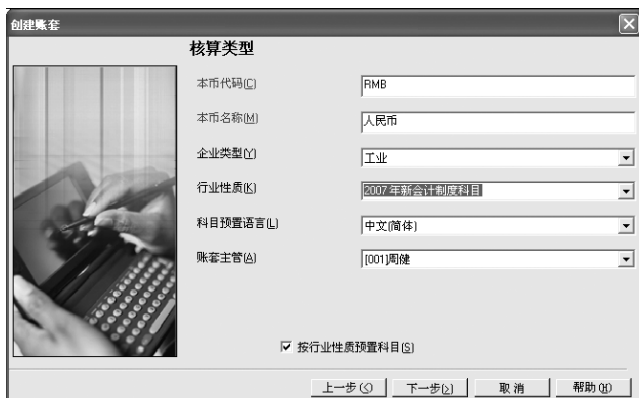 创建账套
核算类型
本币代码(C) RMB
本币名称(M) 人民币
企业类型(Y) 工业
行业性质(K) 2007年新会计制度科目
科目预置语言(L) 中文(简体)
账套主管(A) [001]周健
按行业性质预置科目(S)
上一步(<) 下一步(>) 取消 帮助(H)